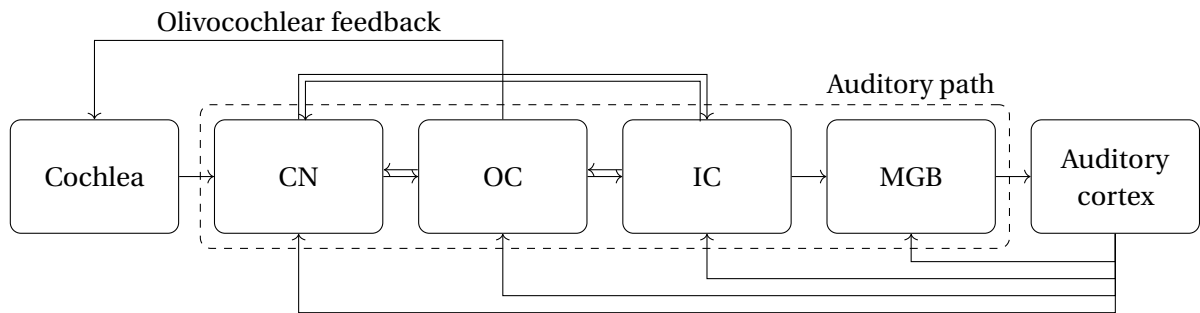 Olivocochlear feedback
Auditory path
Cochlea
CN
OC
IC
MGB
Auditory
cortex